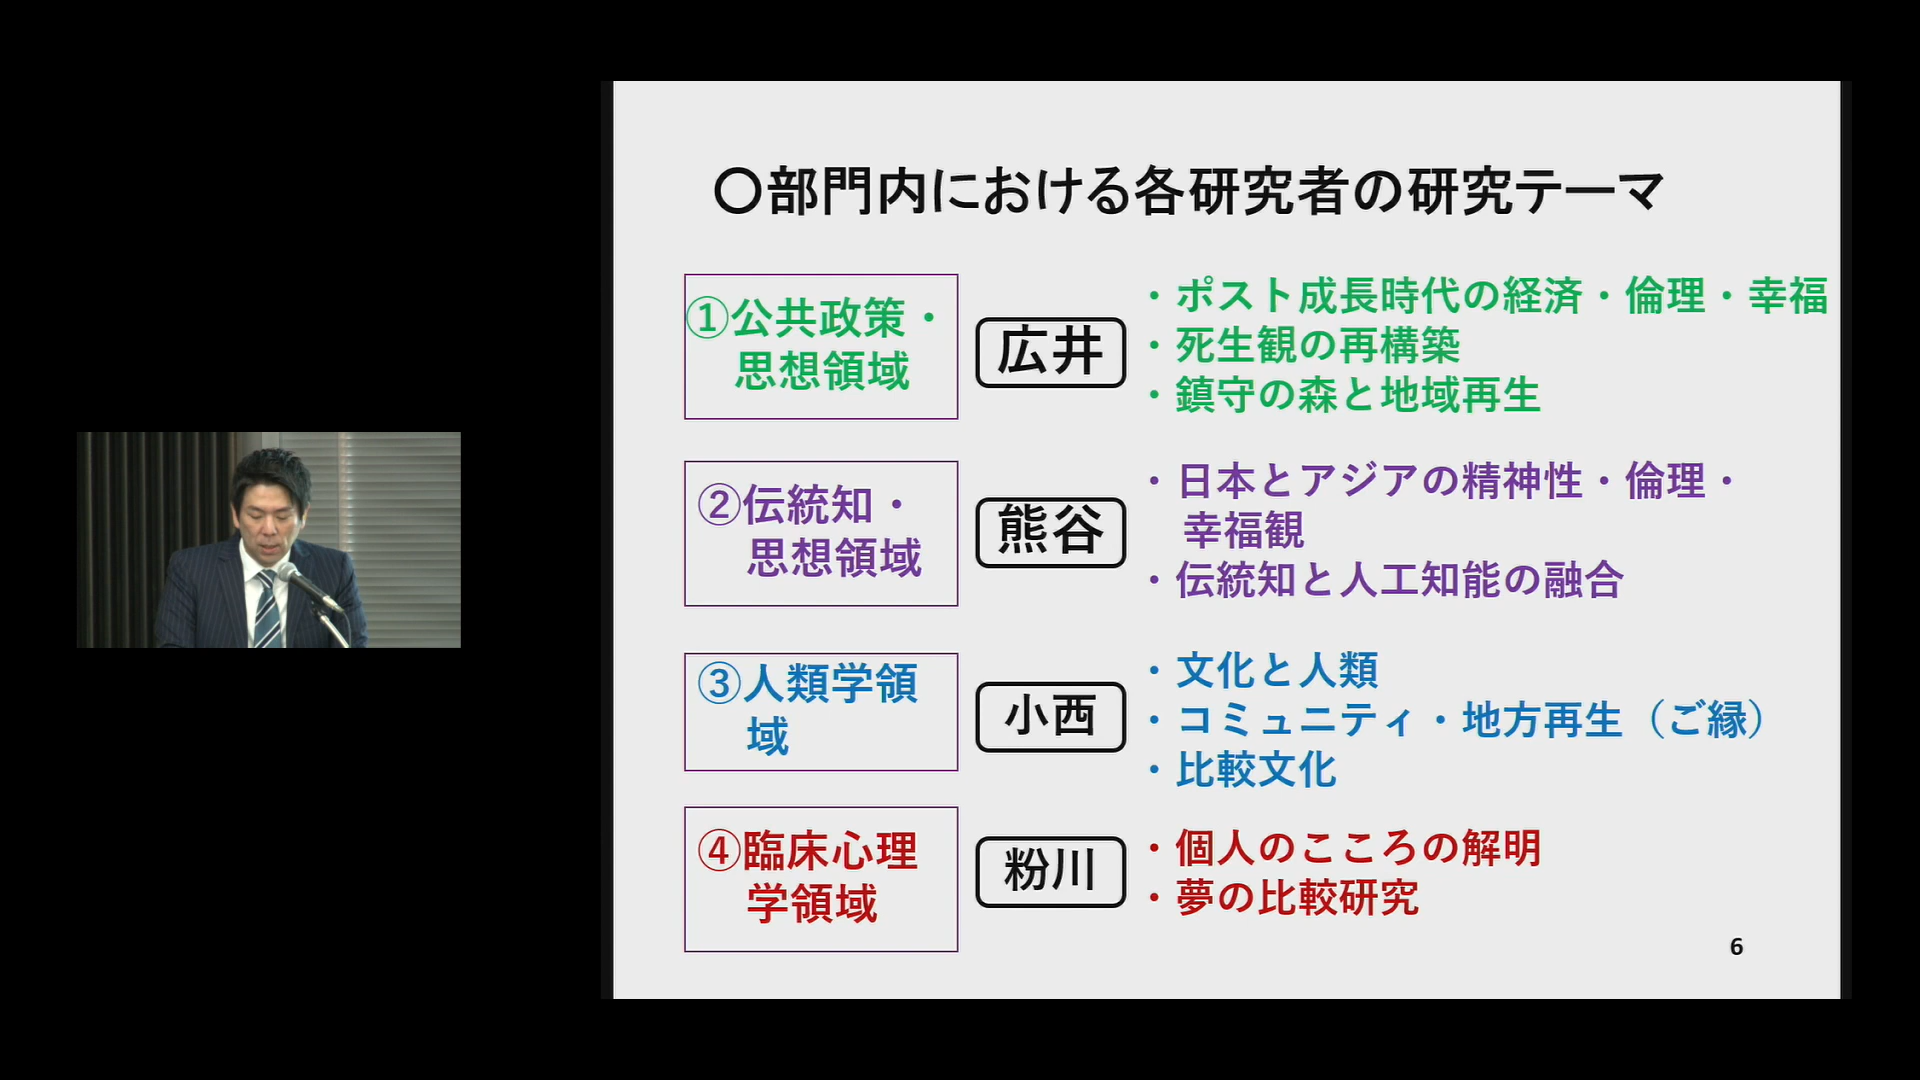 〇部門内における各研究者の研究テーマ
①公共政策・
思想領域
広井
・ポスト成長時代の経済・倫理・幸福
・死生観の再構築
・鎮守の森と地域再生
②伝統知・
思想領域
熊谷
・日本とアジアの精神性・倫理・
幸福観
・伝統知と人工知能の融合
③人類学領
域
小西
・文化と人類
・コミュニティ・地方再生（ご縁）
・比較文化
④臨床心理
学領域
粉川
・個人のこころの解明
・夢の比較研究
6